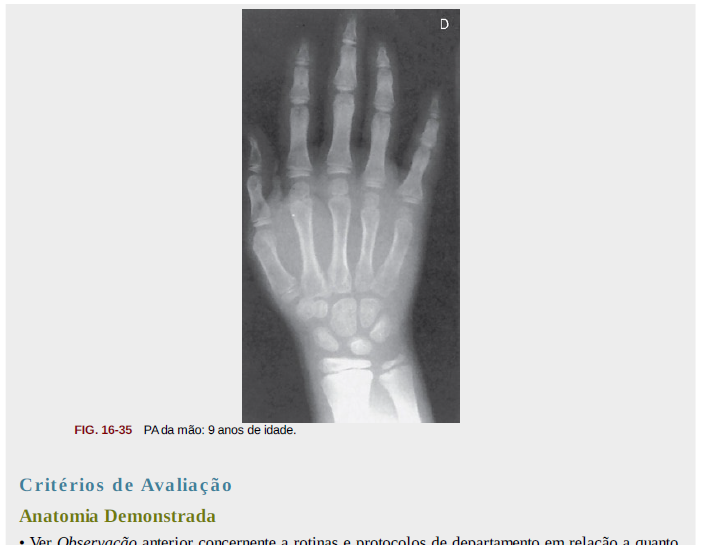 D
FIG. 16-35 PA da mão: 9 anos de idade.
Critérios de Avaliação
Anatomia Demonstrada
• Ver Observação anterior concernente a rotinas e protocolos de departamento em relação a quanto